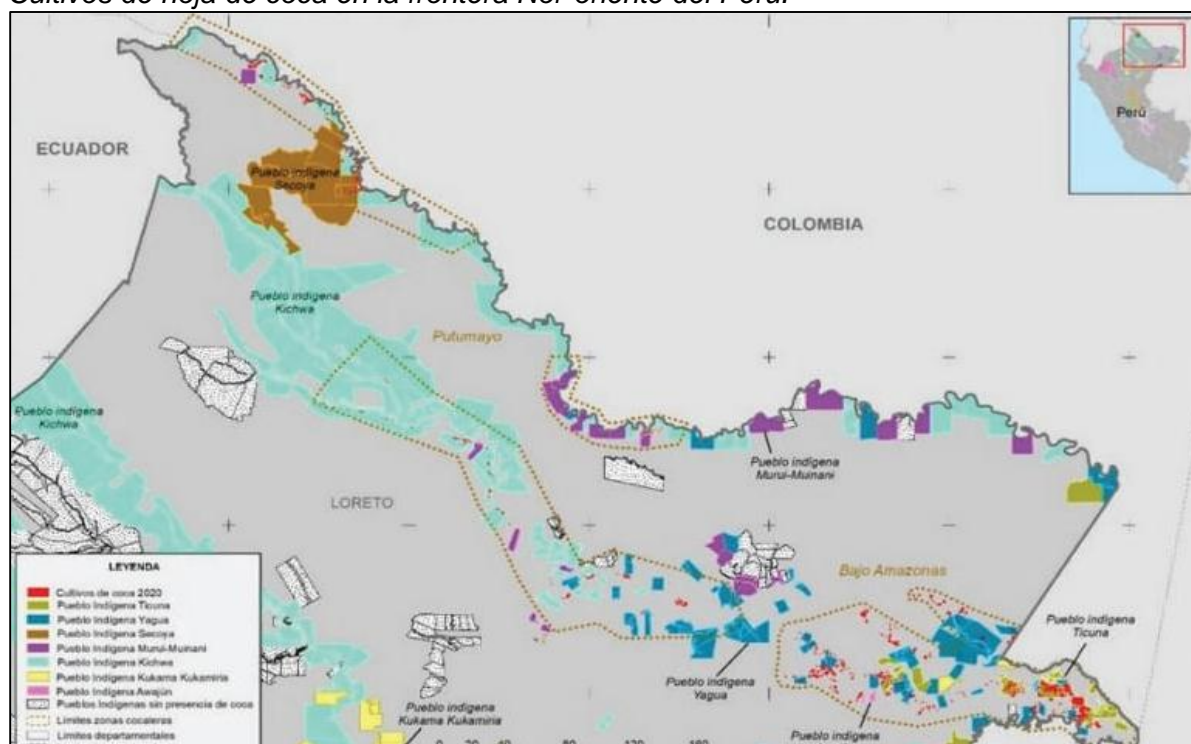 Cultivos de hoja de coca en la frontera Nor-oriente del Perú.
Perú
ECUADOR
Pueblo indígena
Secoya
COLOMBIA
Pueblo indígena
Kichwa
Putumayo
Pueblo indígena
Kichwa
Pueblo indígena
Murui-Muinani
LORETO
Bajo Amazonas
LEYENDA
Cultivos de coca 2020
Pueblo Indígena Ticuna
Pueblo Indígena Yagua
Pueblo Indígena Secoya
Pueblo Indígena Murui-Muinani
Pueblo Indígena Kichwa
Pueblo Indígena Kukama Kukamiria
Pueblo Indígena Awajún
Pueblos Indígenas sin presencia de coca
Límites zonas cocaleras
Límites departamentales
Pueblo indígena
Ticuna
Pueblo indígena
Yagua
Pueblo indígena
Kukama Kukamiria
Pueblo indígena